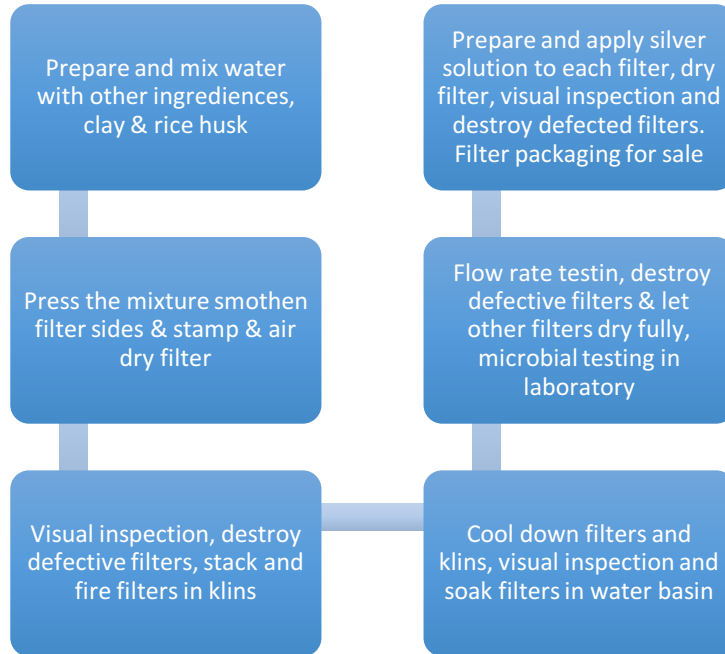 Prepare and mix water
with other ingrediences,
clay & rice husk
Press the mixture smothen
filter sides & stamp & air
dry filter
Visual inspection, destroy
defective filters, stack and
fire filters in klins
Cool down filters and
klins, visual inspection and
soak filters in water basin
Flow rate testin, destroy
defective filters & let
other filters dry fully,
microbial testing in
laboratory
Prepare and apply silver
solution to each filter, dry
filter, visual inspection and
destroy defected filters.
Filter packaging for sale